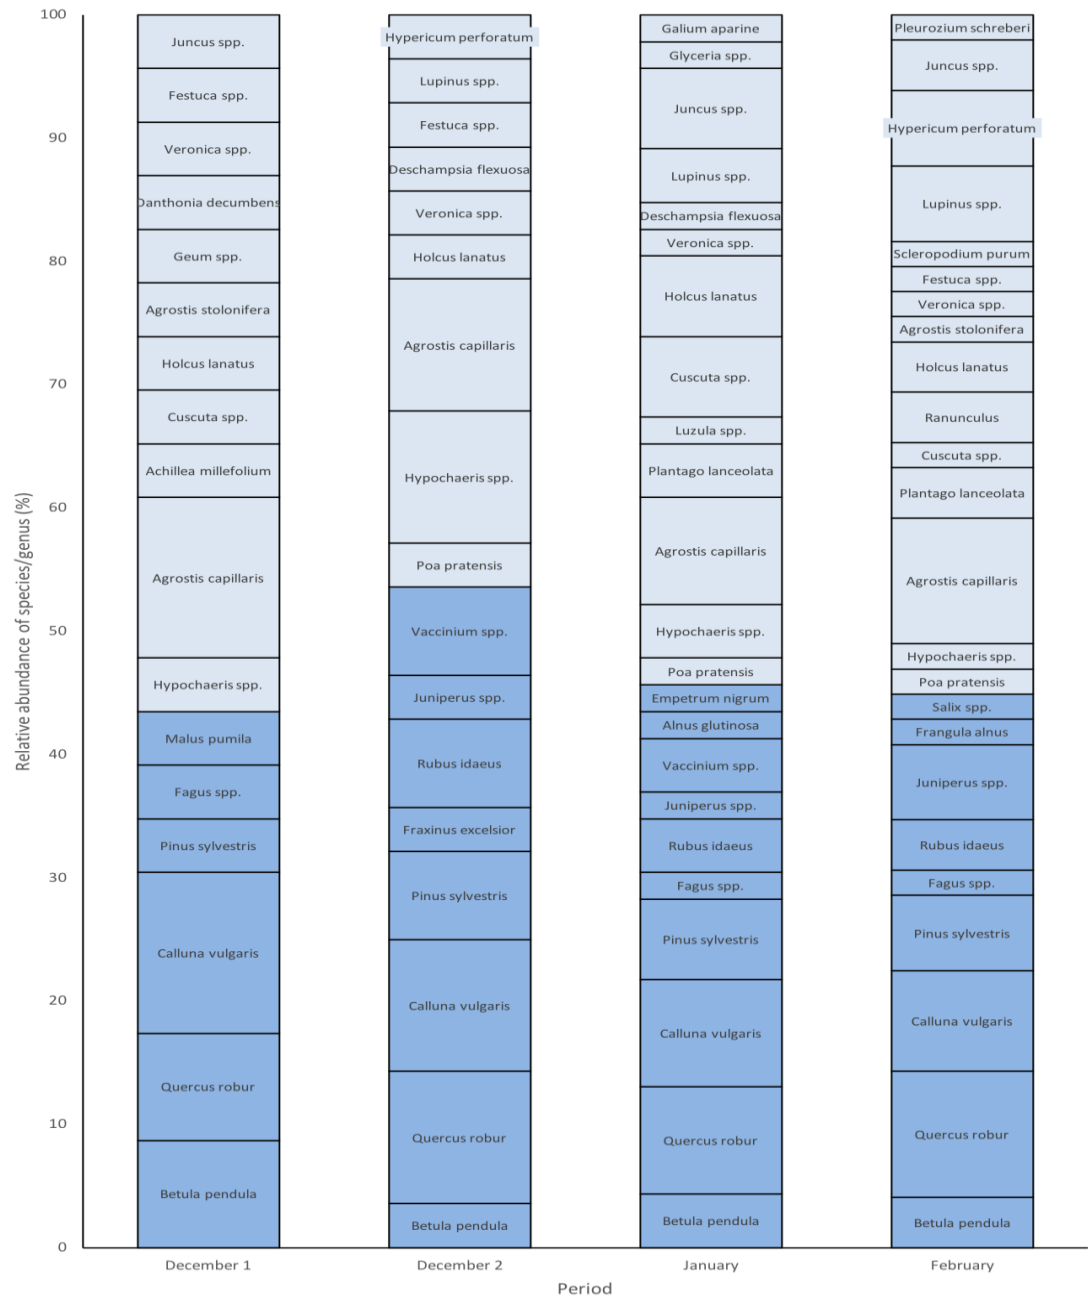 100
90
80
70
60
50
40
30
20
10
0
Relative abundance of species/genus (%)
Juncus spp.
Festuca spp.
Veronica spp.
Danthonia decumbens
Geum spp.
Agrostis stolonifera
Holcus lanatus
Cuscuta spp.
Achillea millefolium
Agrostis capillaris
Hypochaeris spp.
Malus pumila
Fagus spp.
Pinus sylvestris
Calluna vulgaris
Quercus robur
Betula pendula
Hypericum perforatum
Lupinus spp.
Festuca spp.
Deschampsia flexuosa
Veronica spp.
Holcus lanatus
Agrostis capillaris
Hypochaeris spp.
Poa pratensis
Vaccinium spp.
Juniperus spp.
Rubus idaeus
Fraxinus excelsior
Pinus sylvestris
Calluna vulgaris
Quercus robur
Betula pendula
Galium aparine
Glyceria spp.
Juncus spp.
Lupinus spp.
Deschampsia flexuosa
Veronica spp.
Holcus lanatus
Cuscuta spp.
Luzula spp.
Plantago lanceolata
Agrostis capillaris
Hypochaeris spp.
Poa pratensis
Empetrum nigrum
Alnus glutinosa
Vaccinium spp.
Juniperus spp.
Rubus idaeus
Fagus spp.
Pinus sylvestris
Calluna vulgaris
Quercus robur
Betula pendula
Pleurozium schreberi
Juncus spp.
Hypericum perforatum
Lupinus spp.
Scleropodium purum
Festuca spp.
Veronica spp.
Agrostis stolonifera
Holcus lanatus
Ranunculus
Cuscuta spp.
Plantago lanceolata
Agrostis capillaris
Hypochaeris spp.
Poa pratensis
Salix spp.
Frangula alnus
Juniperus spp.
Rubus idaeus
Fagus spp.
Pinus sylvestris
Calluna vulgaris
Quercus robur
Betula pendula
December 1
December 2
January
February
Period